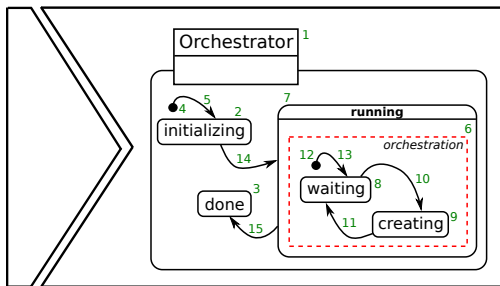 Orchestrator 1
4 5 2
initializing
14
3
done
15
7
running
6
orchestration
12 13
waiting 8
10
11
creating 9